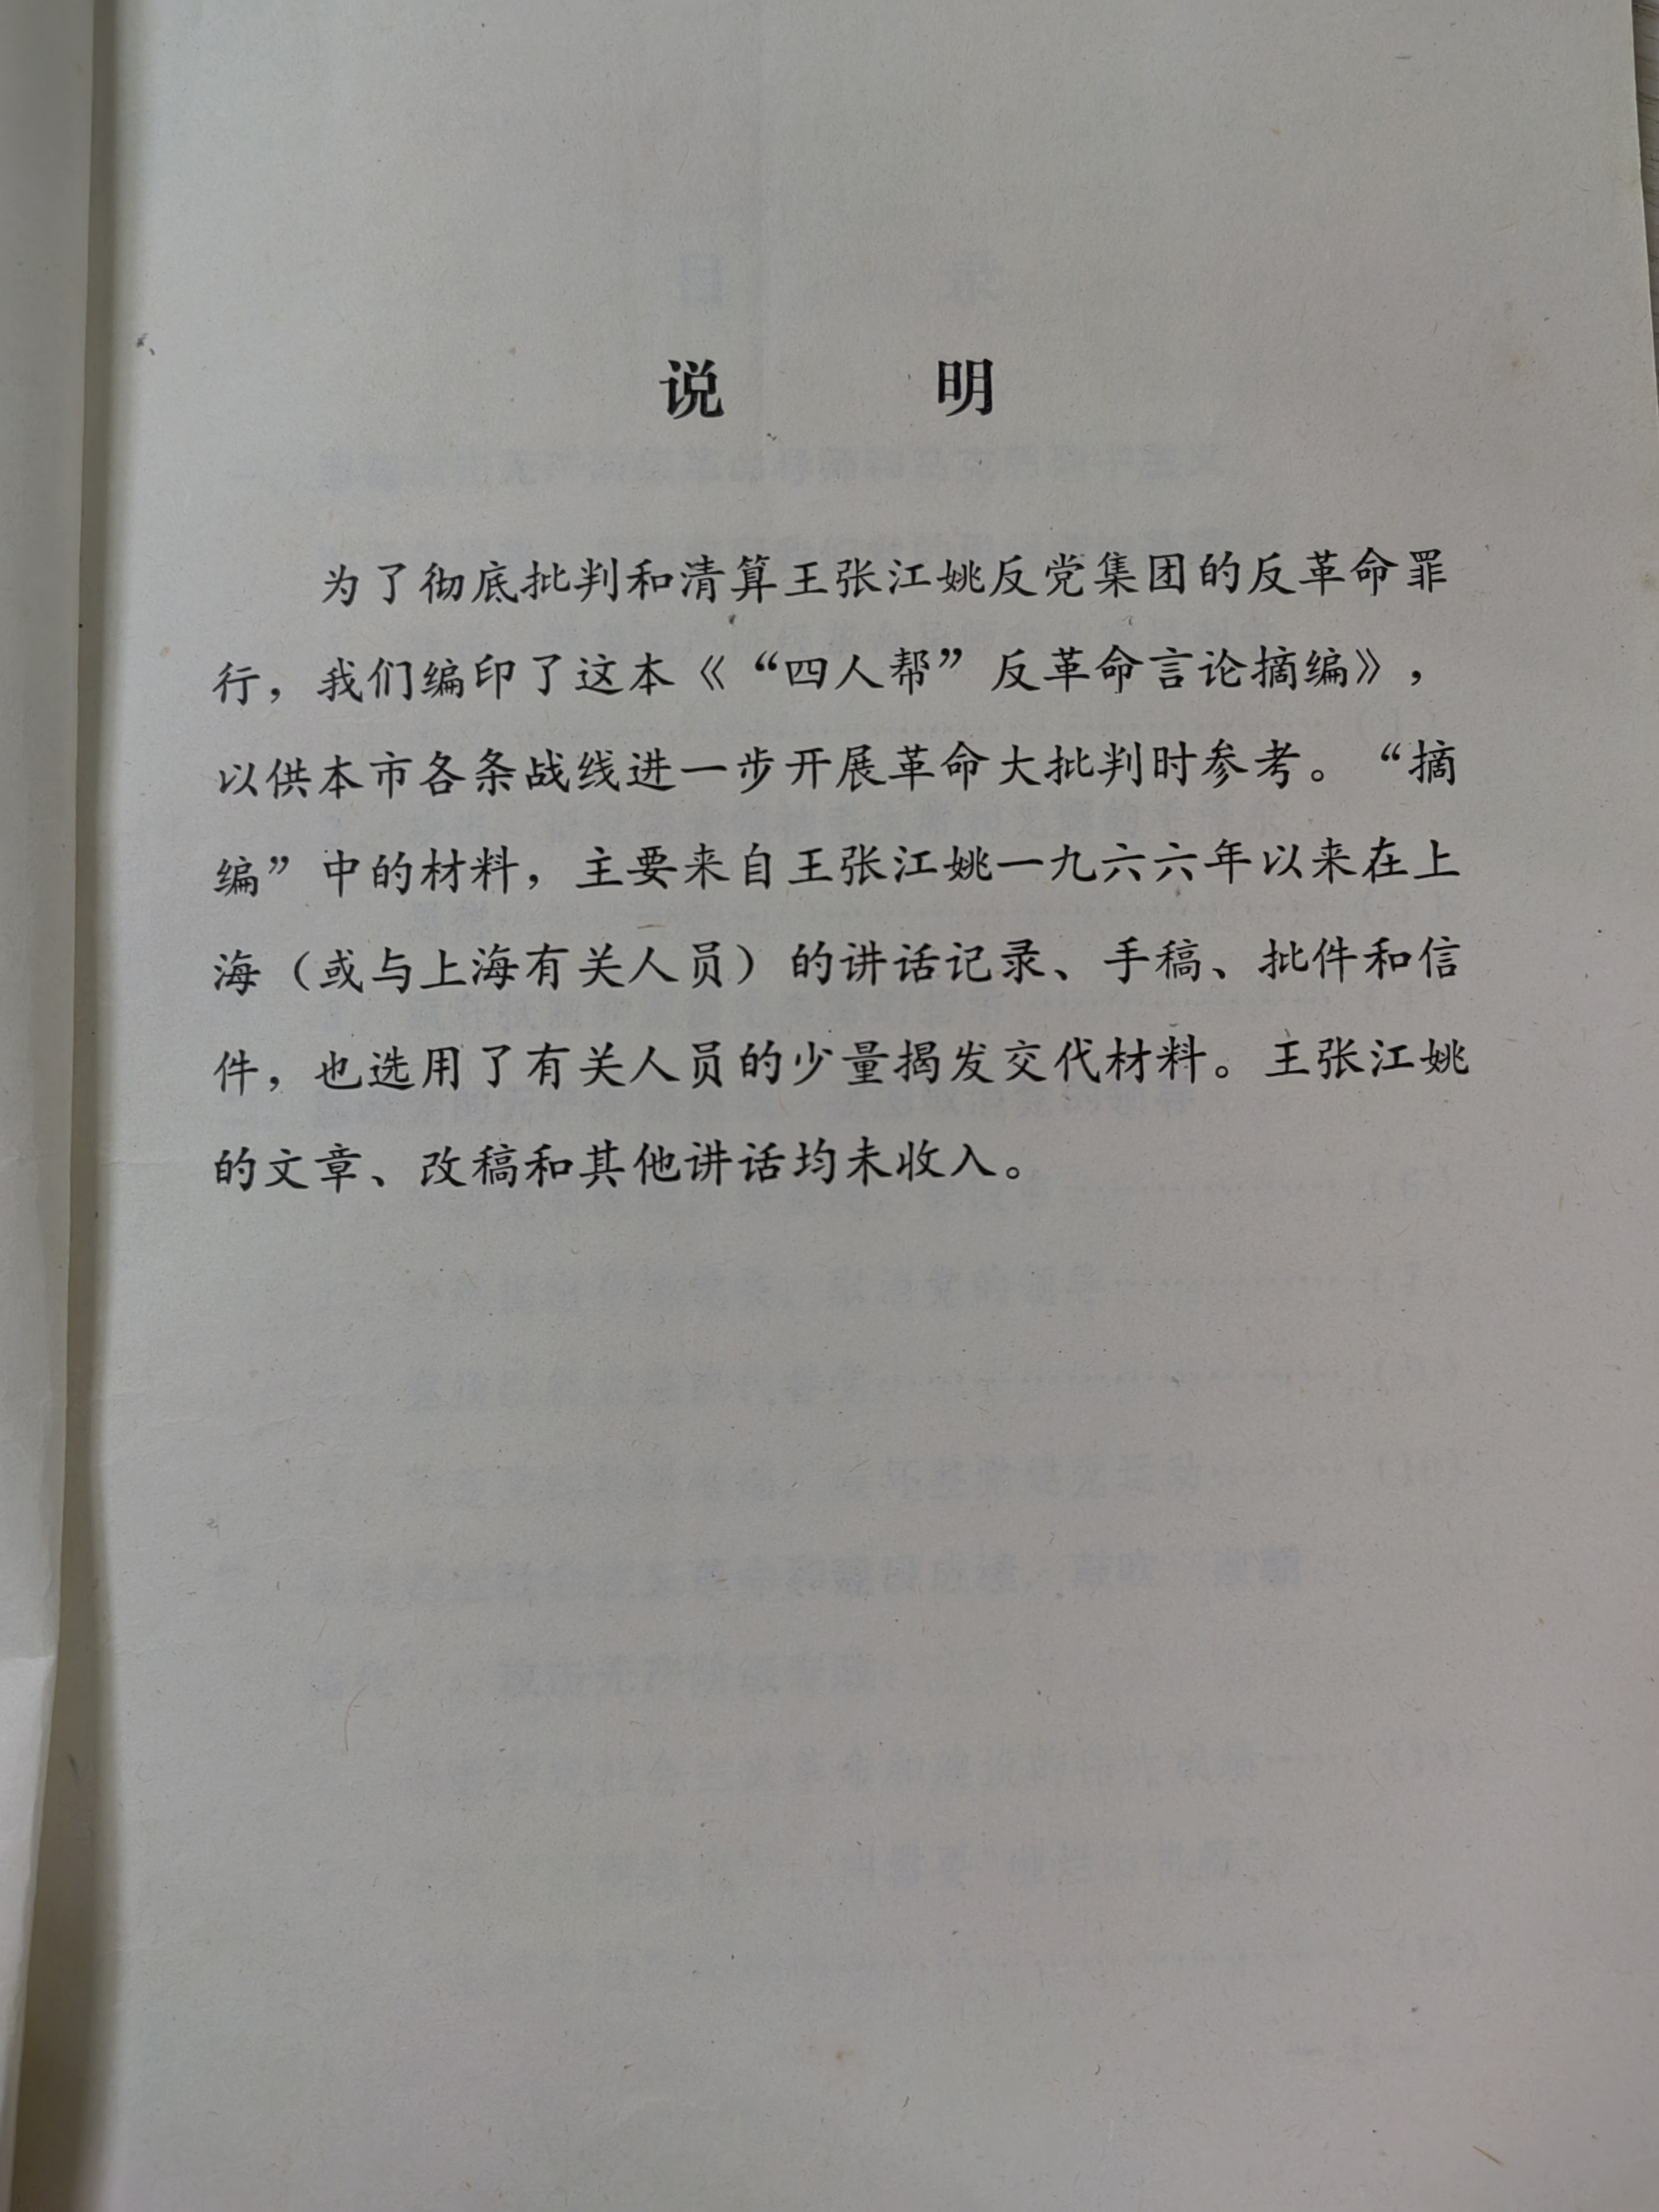 说 明
为了彻底批判和清算王张江姚反党集团的反革命罪
行，我们编印了这本《“四人帮”反革命言论摘编》，
以供本市各条战线进一步开展革命大批判时参考。“摘
编”中的材料，主要来自王张江姚一九六六年以来在上
海（或与上海有关人员）的讲话记录、手稿、批件和信
件，也选用了有关人员的少量揭发交代材料。王张江姚
的文章、改稿和其他讲话均未收入。